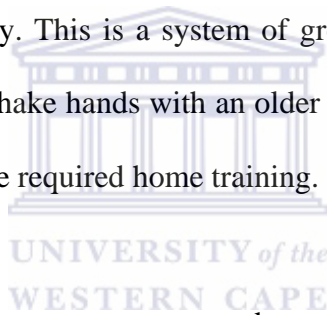 y. This is a system of gr
hake hands with an older
e required home training.
UNIVERSITY of the
WESTERN CAPE